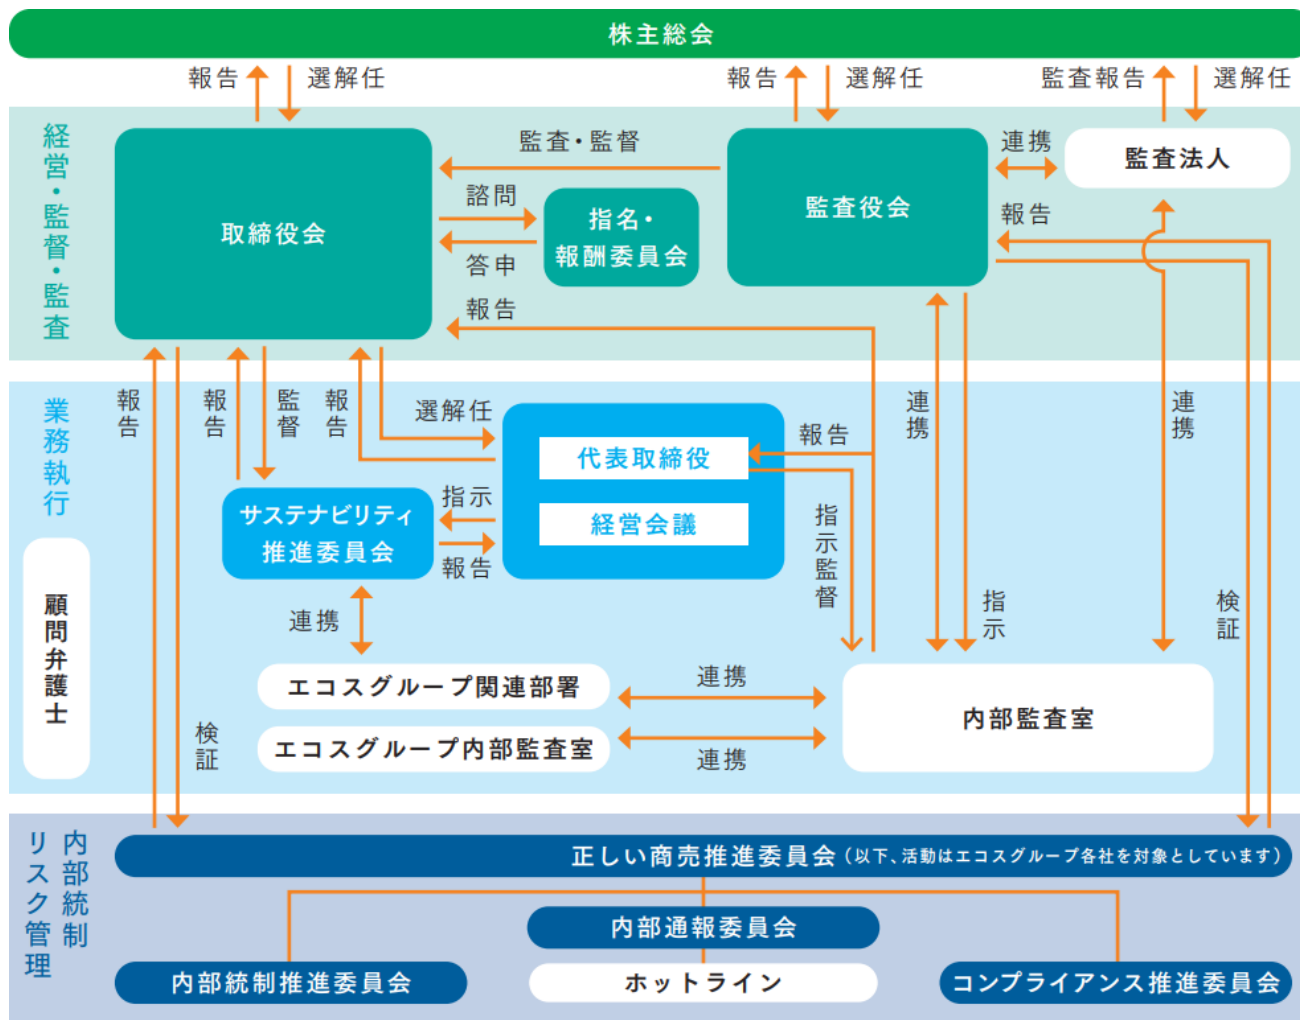 株主総会
報告
選解任
報告
選解任
監査報告
選解任
経営・監督・監査
取締役会
監査・監督
諮問
答申
指名・
報酬委員会
報告
監査役会
連携
監査法人
報告
業務執行
報告
報告
監督
報告
選解任
代表取締役
経営会議
報告
連携
連携
サステナビリティ
推進委員会
指示
報告
指示監督
指示
検証
顧問弁護士
連携
エコスグループ関連部署
エコスグループ内部監査室
連携
連携
内部監査室
検証
内部統制
リスク管理
正しい商売推進委員会（以下、活動はエコスグループ各社を対象としています）
内部通報委員会
内部統制推進委員会
ホットライン
コンプライアンス推進委員会